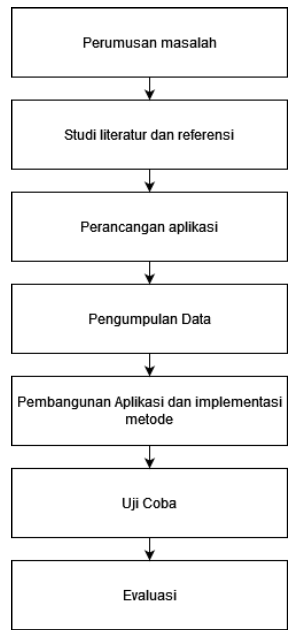 Perumusan masalah
Studi literatur dan referensi
Perancangan aplikasi
Pengumpulan Data
Pembangunan Aplikasi dan implementasi
metode
Uji Coba
Evaluasi